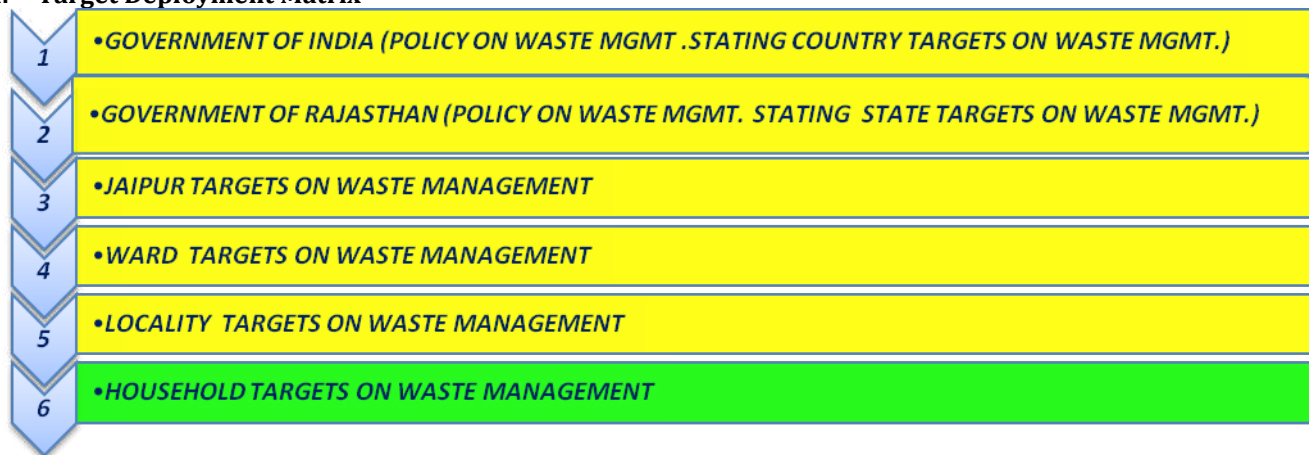 Target Deployment Matrix
1 •GOVERNMENT OF INDIA (POLICY ON WASTE MGMT .STATING COUNTRY TARGETS ON WASTE MGMT.)
2 •GOVERNMENT OF RAJASTHAN (POLICY ON WASTE MGMT. STATING STATE TARGETS ON WASTE MGMT.)
3 •JAIPUR TARGETS ON WASTE MANAGEMENT
4 •WARD TARGETS ON WASTE MANAGEMENT
5 •LOCALITY TARGETS ON WASTE MANAGEMENT
6 •HOUSEHOLD TARGETS ON WASTE MANAGEMENT